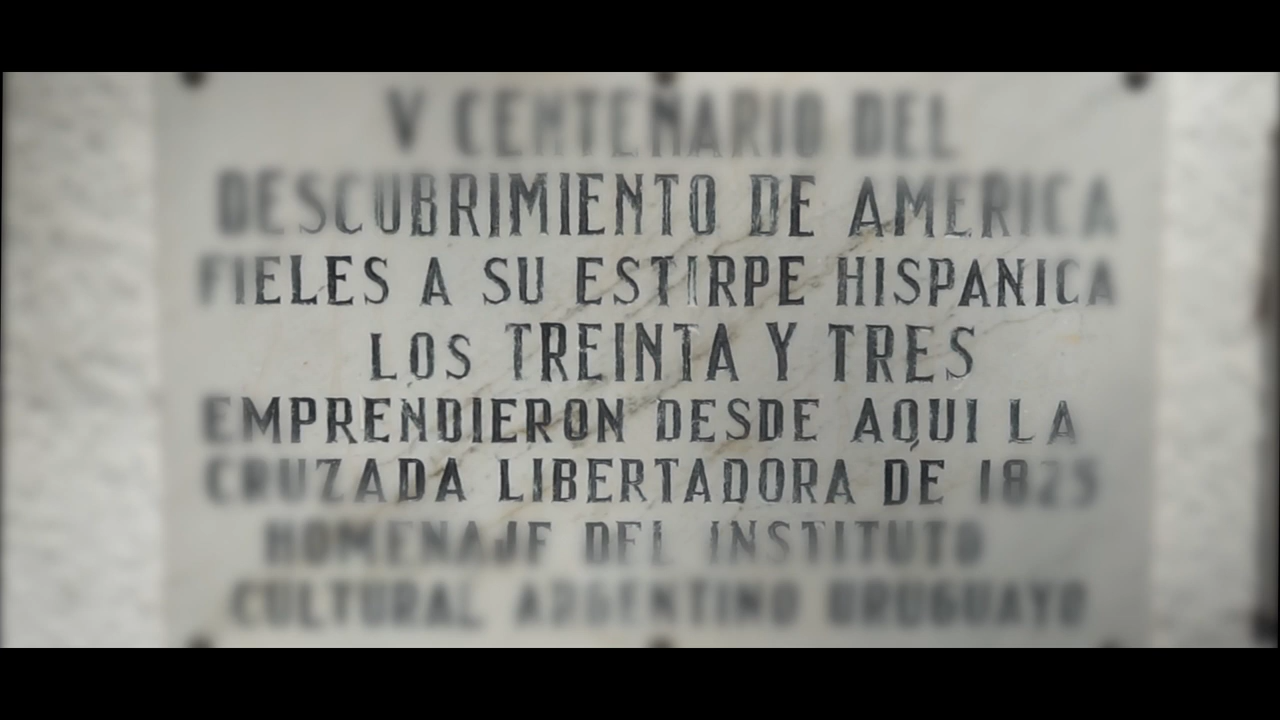 V CENTENARIO DEL
DESCUBRIMIENTO DE AMERICA
FIELES A SU ESTIRPE HISPANICA
LOS TREINTA Y TRES
EMPRENDIERON DESDE AQUI LA
CRUZADA LIBERTADORA DE 1825
HOMENAJE DEL INSTITUTO
CULTURAL ARGENTINO URUGUAYO